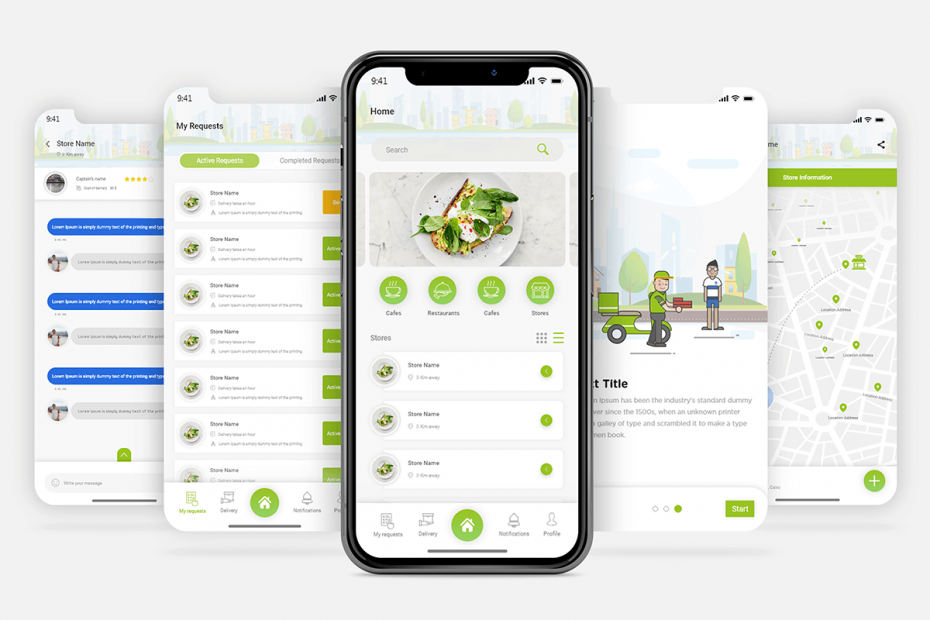 9:41
Store Name
5 Km away
Captain's name
Lorem Ipsum is simply dummy text of the printing and type
Lorem Ipsum is simply dummy text of the printing
Lorem Ipsum is simply dummy text of the printing and type
Lorem Ipsum is simply dummy text of the printing
Lorem Ipsum is simply dummy text of the printing and type
Lorem Ipsum is simply dummy text of the printing
Write your message
9:41
My Requests
Active Requests
Completed Requests
Store Name
Delivery takes an hour
Lorem Ipsum is simply dummy text of the printing
Store Name
Delivery takes an hour
Lorem Ipsum is simply dummy text of the printing
Active
Store Name
Delivery takes an hour
Lorem Ipsum is simply dummy text of the printing
Active
Store Name
Delivery takes an hour
Lorem Ipsum is simply dummy text of the printing
Active
Store Name
Delivery takes an hour
Lorem Ipsum is simply dummy text of the printing
Active
Store Name
Delivery takes an hour
Lorem Ipsum is simply dummy text of the printing
Active
Store Name
Delivery takes an hour
My requests
Delivery
Notifications
9:41
Home
Search
Cafes
Restaurants
Cafes
Stores
Stores
Store Name
5 Km away
Store Name
5 Km away
Store Name
5 Km away
My requests
Delivery
Notifications
Profile
t Title
m Ipsum has been the industry's standard dummy
ver since the 1500s, when an unknown printer
galley of type and scrambled it to make a type
men book.
Start
me
Store Information
Location Address
Location Address
Location Address
Location Address
Location Address